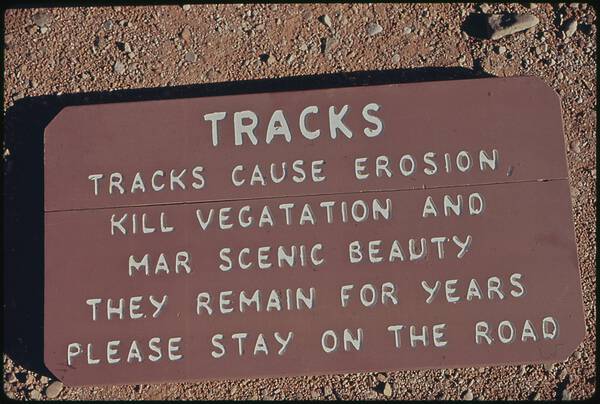 TRACKS
TRACKS CAUSE EROSION
KILL VEGATATION AND
MAR SCENIC BEAUTY
THEY REMAIN FOR YEARS
PLEASE STAY ON THE ROAD